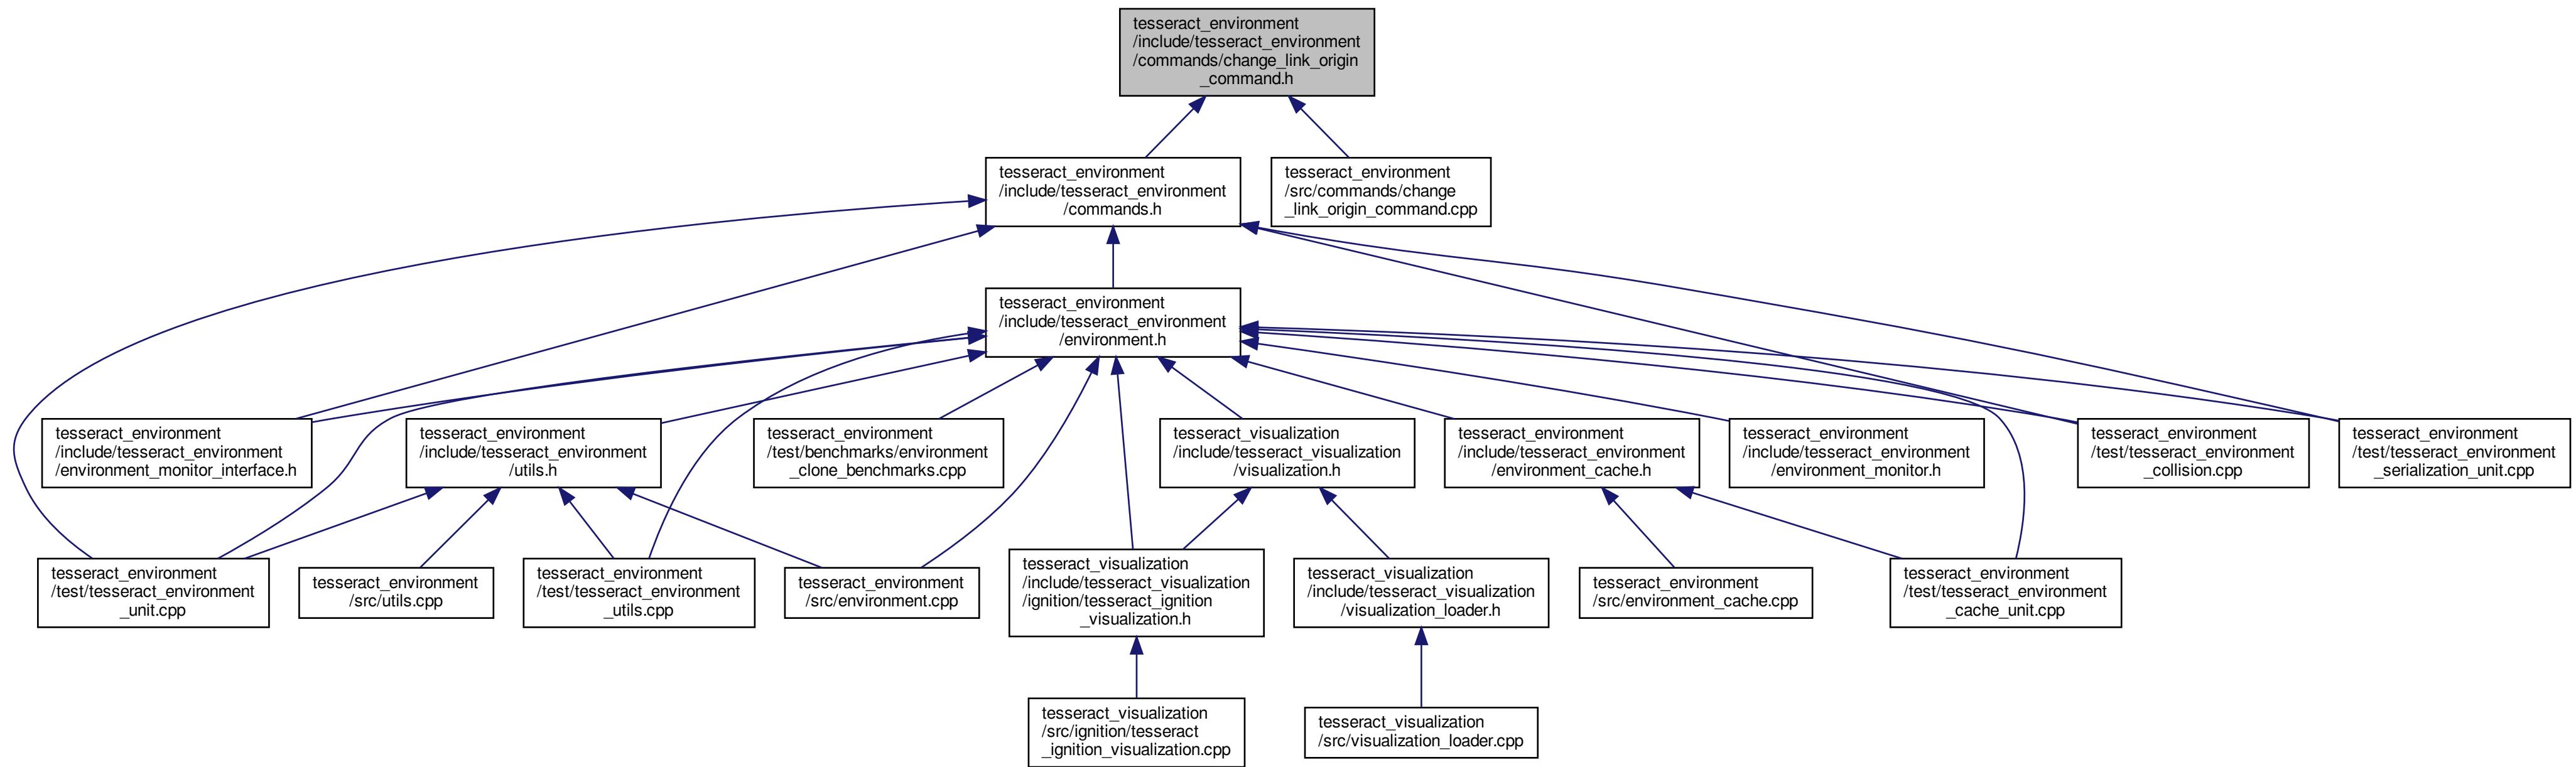 tesseract_environment
/include/tesseract_environment
/commands/change_link_origin
_command.h
tesseract_environment
/include/tesseract_environment
/commands.h
tesseract_environment
/src/commands/change
_link_origin_command.cpp
tesseract_environment
/include/tesseract_environment
/environment.h
tesseract_environment
/include/tesseract_environment
/environment_monitor_interface.h
tesseract_environment
/include/tesseract_environment
/utils.h
tesseract_environment
/test/benchmarks/environment
_clone_benchmarks.cpp
tesseract_visualization
/include/tesseract_visualization
/visualization.h
tesseract_environment
/include/tesseract_environment
/environment_cache.h
tesseract_environment
/include/tesseract_environment
/environment_monitor.h
tesseract_environment
/test/tesseract_environment
_collision.cpp
tesseract_environment
/test/tesseract_environment
_serialization_unit.cpp
tesseract_environment
/test/tesseract_environment
_unit.cpp
tesseract_environment
/src/utils.cpp
tesseract_environment
/test/tesseract_environment
_utils.cpp
tesseract_environment
/src/environment.cpp
tesseract_visualization
/include/tesseract_visualization
/ignition/tesseract_ignition
_visualization.h
tesseract_visualization
/include/tesseract_visualization
/visualization_loader.h
tesseract_environment
/src/environment_cache.cpp
tesseract_environment
/test/tesseract_environment
_cache_unit.cpp
tesseract_visualization
/src/ignition/tesseract
_ignition_visualization.cpp
tesseract_visualization
/src/visualization_loader.cpp